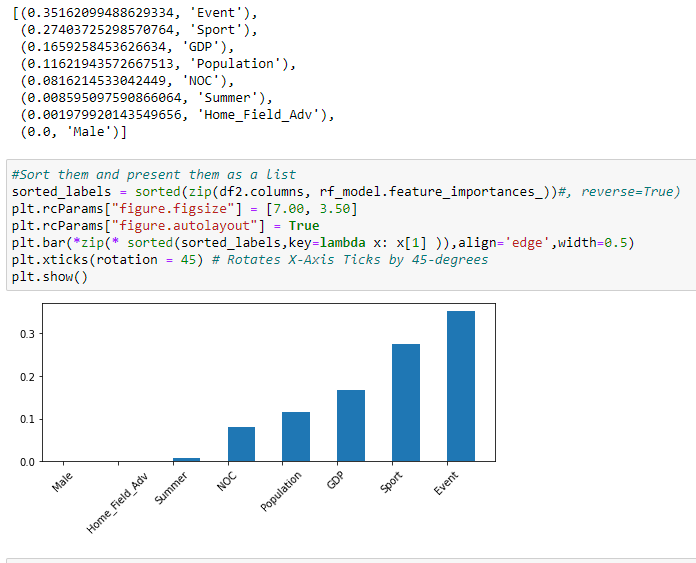 [(0.35162099488629334, 'Event'),
(0.27403725298570764, 'Sport'),
(0.1659258453626634, 'GDP'),
(0.11621943572667513, 'Population'),
(0.0816214533042449, 'NOC'),
(0.008595097590866064, 'Summer'),
(0.001979920143549656, 'Home_Field_Adv'),
(0.0, 'Male')]
#Sort them and present them as a list
sorted_labels = sorted(zip(df2.columns, rf_model.feature_importances_))#, reverse=True)
plt.rcParams["figure.figsize"] = [7.00, 3.50]
plt.rcParams["figure.autolayout"] = True
plt.bar(*zip(* sorted(sorted_labels,key=lambda x: x[1] )),align='edge',width=0.5)
plt.xticks(rotation = 45) # Rotates X-Axis Ticks by 45-degrees
plt.show()
0.3
0.2
0.1
0.0
Male
Home_Field_Adv
Summer
NOC
Population
GDP
Sport
Event